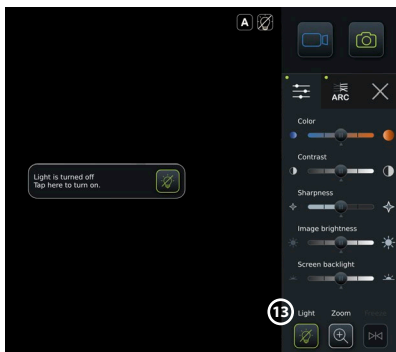 A
ARC
Color
Contrast
Light is turned off
Tap here to turn on.
Sharpness
Image brightness
Screen backlight
13 Light Zoom Freeze